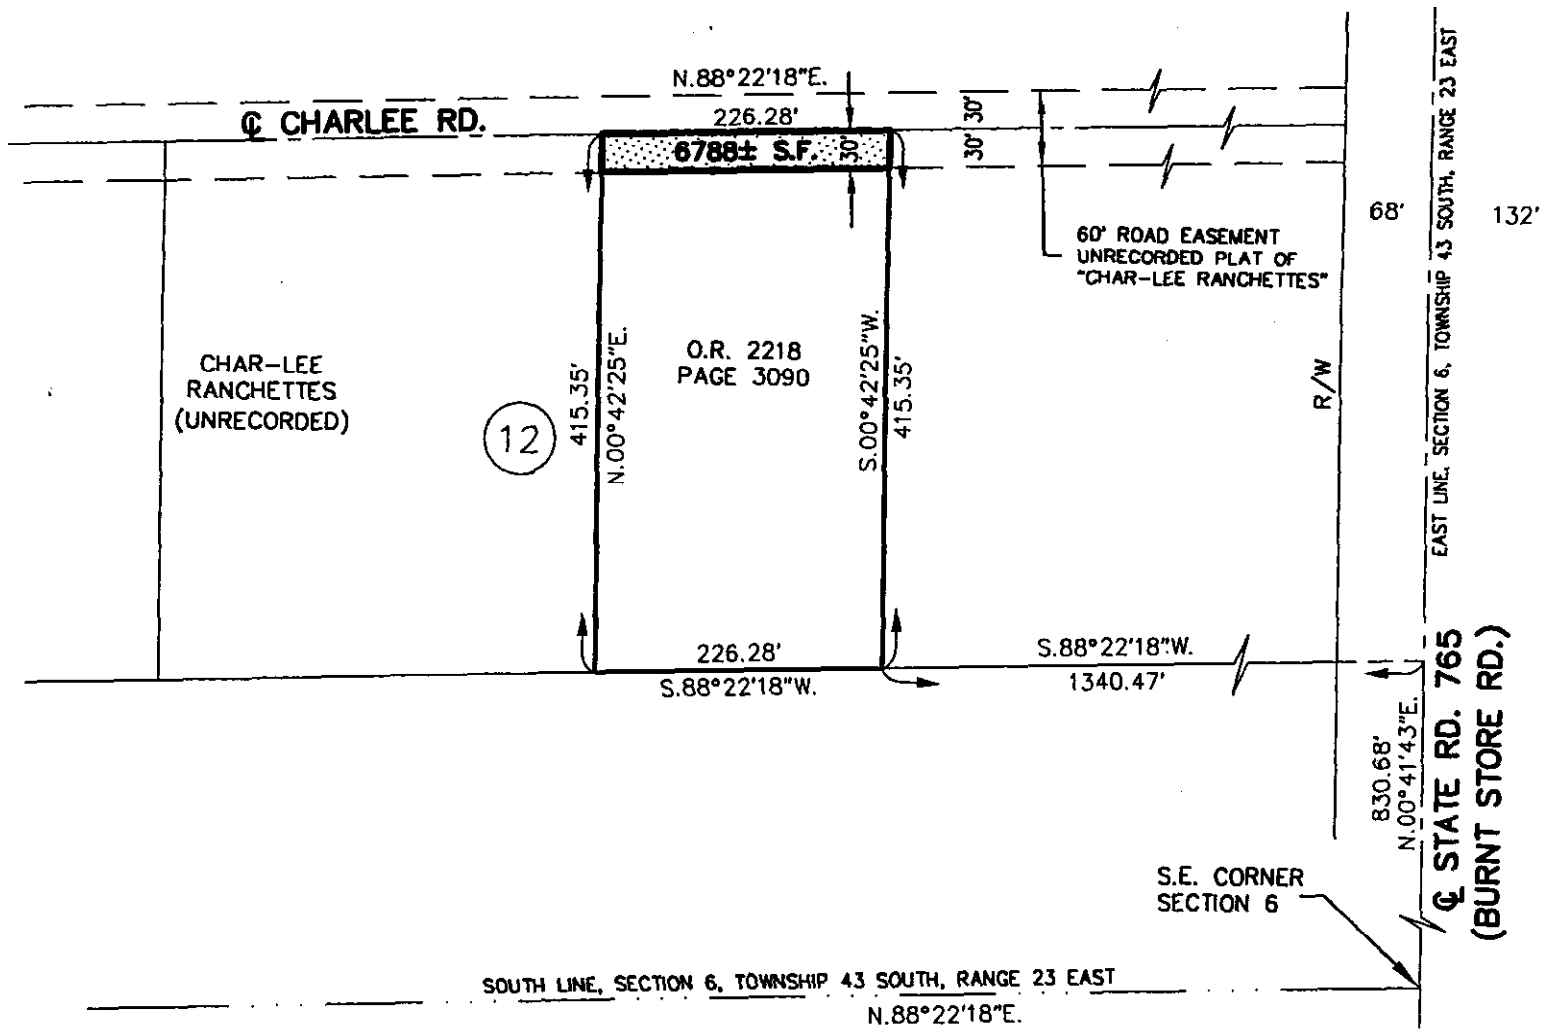 N.88°22'18"E.
℄ CHARLEE RD.
226.28'
6788± S.F.
30'
30' 30'
60' ROAD EASEMENT
UNRECORDED PLAT OF
"CHAR-LEE RANCHETTES"
68'
132'
EAST LINE, SECTION 6, TOWNSHIP 43 SOUTH, RANGE 23 EAST
R/W
CHAR-LEE
RANCHETTES
(UNRECORDED)
12
415.35'
N.00°42'25"E.
O.R. 2218
PAGE 3090
S.00°42'25"W.
415.35'
226.28'
S.88°22'18"W.
S.88°22'18"W.
1340.47'
830.68'
N.00°41'43"E.
℄ STATE RD. 765
(BURNT STORE RD.)
S.E. CORNER
SECTION 6
SOUTH LINE, SECTION 6, TOWNSHIP 43 SOUTH, RANGE 23 EAST
N.88°22'18"E.